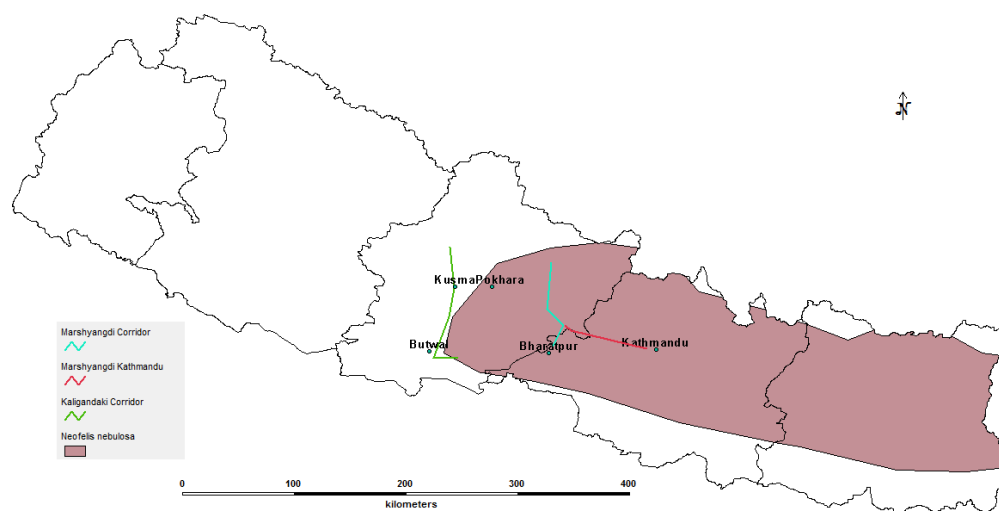 N
KusmaPokhara
Butwal
Bharatpur
Kathmandu
Marshyangdi Corridor
Marshyangdi Kathmandu
Kaligandaki Corridor
Neofelis nebulosa
0 100 200 300 400
kilometers